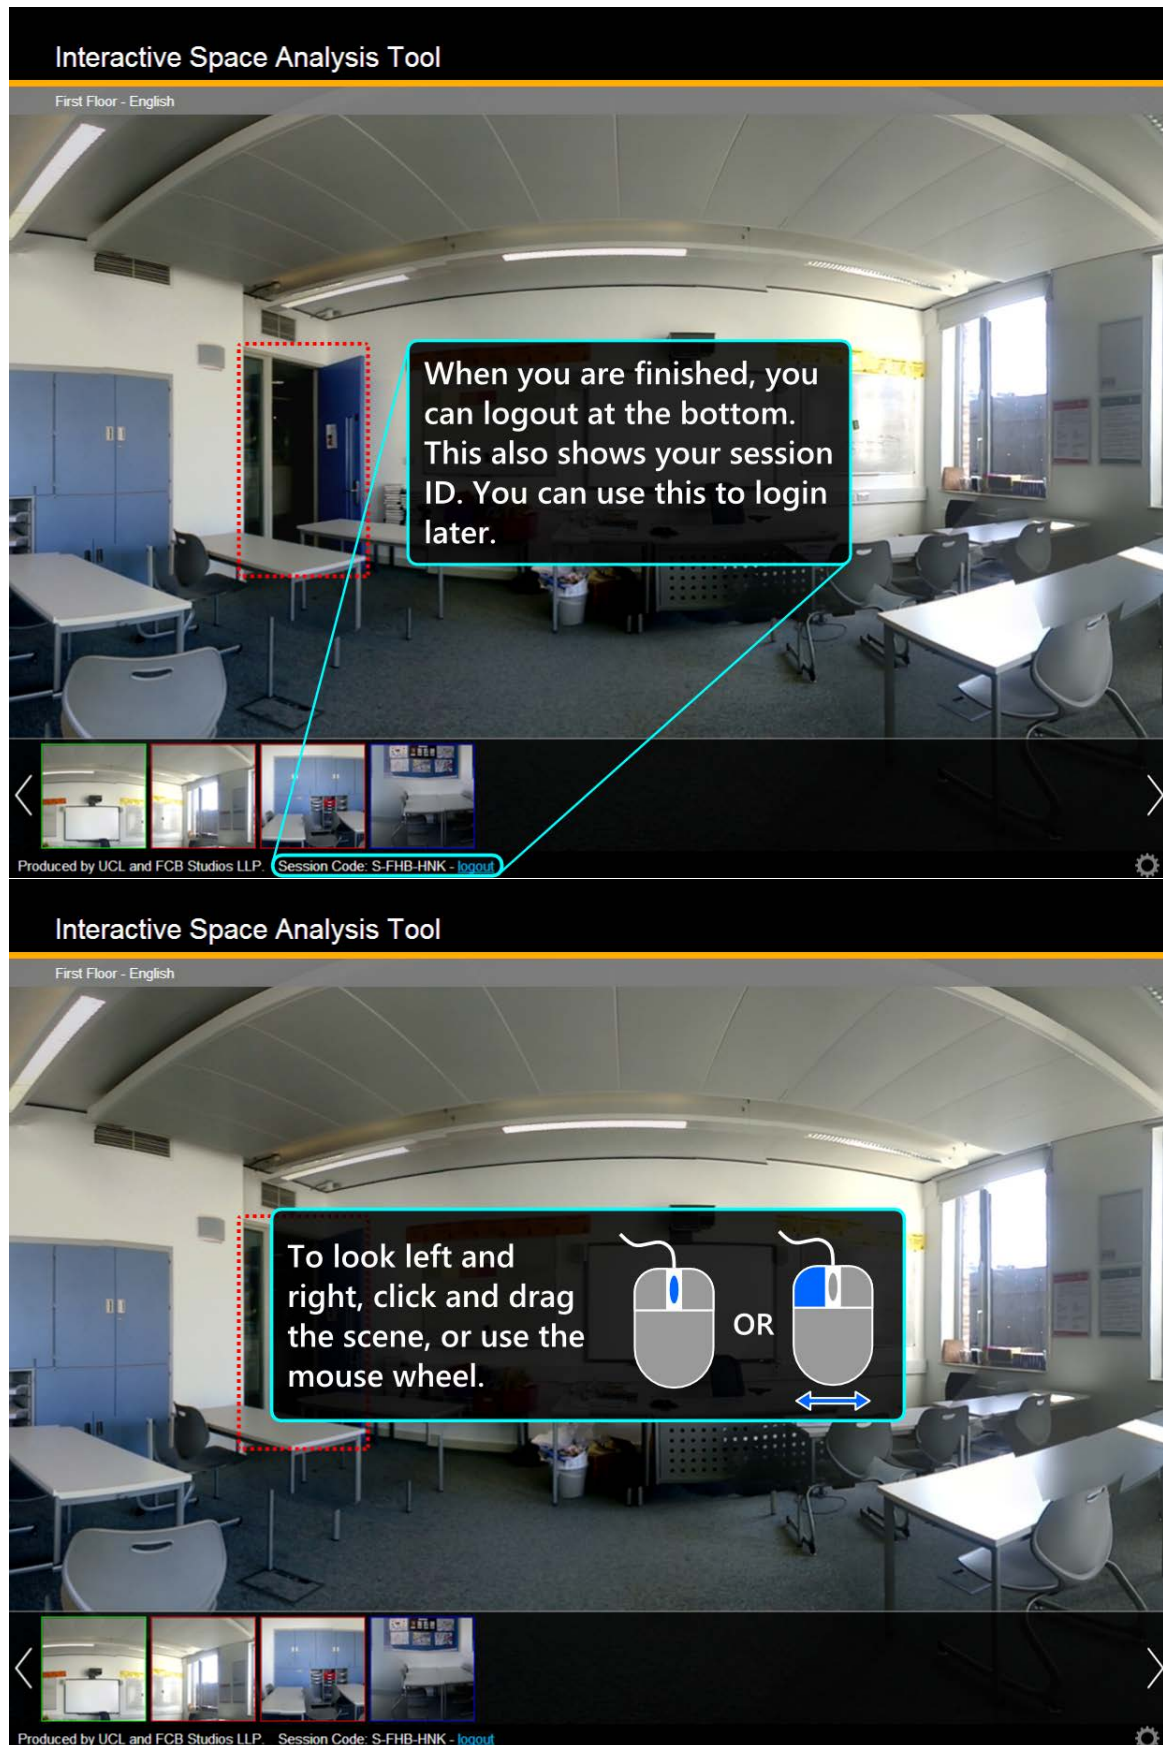 Interactive Space Analysis Tool
First Floor - English
When you are finished, you
can logout at the bottom.
This also shows your session
ID. You can use this to login
later.
Produced by UCL and FCB Studios LLP. Session Code: S-FHB-HNK - logout
Interactive Space Analysis Tool
First Floor - English
To look left and
right, click and drag
the scene, or use the
mouse wheel.
OR
Produced by UCL and FCB Studios LLP. Session Code: S-FHB-HNK - logout